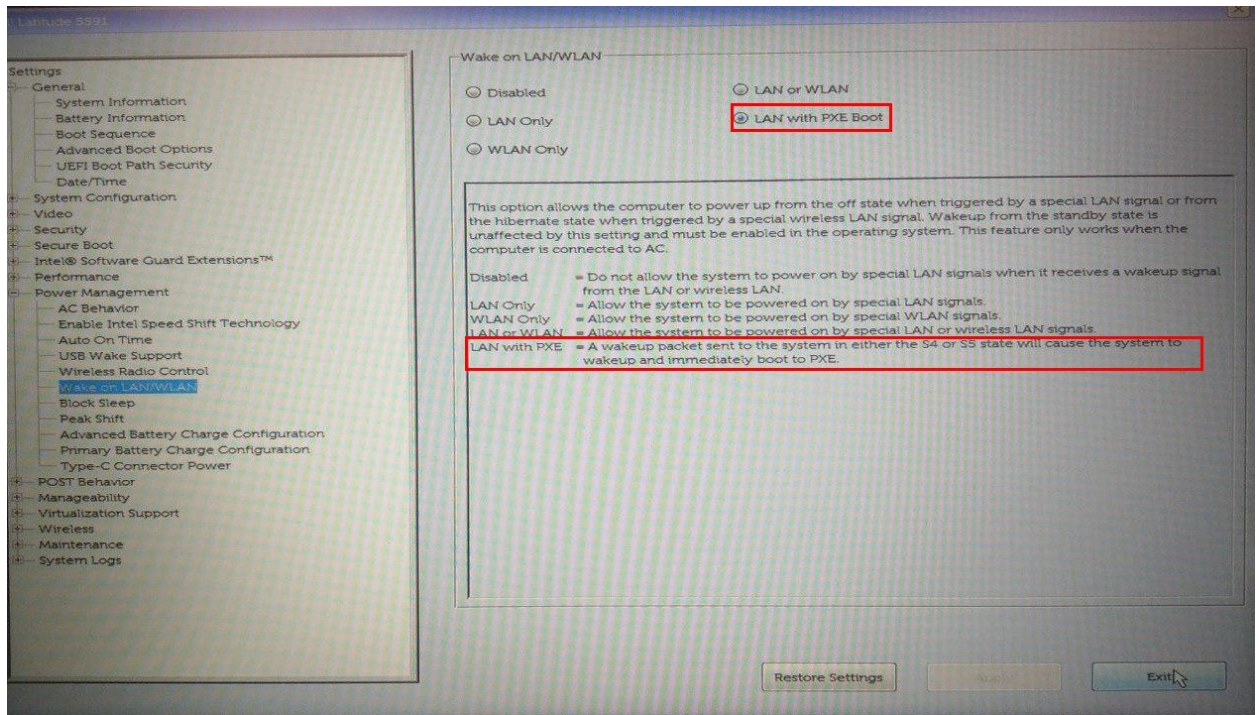 Latitude 5591
Settings
General
System Information
Battery Information
Boot Sequence
Advanced Boot Options
UEFI Boot Path Security
Date/Time
System Configuration
Video
Security
Secure Boot
Intel® Software Guard Extensions™
Performance
Power Management
AC Behavior
Enable Intel Speed Shift Technology
Auto On Time
USB Wake Support
Wireless Radio Control
Wake on LAN/WLAN
Block Sleep
Peak Shift
Advanced Battery Charge Configuration
Primary Battery Charge Configuration
Type-C Connector Power
POST Behavior
Manageability
Virtualization Support
Wireless
Maintenance
System Logs
Wake on LAN/WLAN
Disabled
LAN or WLAN
LAN Only
LAN with PXE Boot
WLAN Only
This option allows the computer to power up from the off state when triggered by a special LAN signal or from
the hibernate state when triggered by a special wireless LAN signal. Wakeup from the standby state is
unaffected by this setting and must be enabled in the operating system. This feature only works when the
computer is connected to AC.
Disabled = Do not allow the system to power on by special LAN signals when it receives a wakeup signal
from the LAN or wireless LAN.
LAN Only = Allow the system to be powered on by special LAN signals.
WLAN Only = Allow the system to be powered on by special WLAN signals.
LAN or WLAN = Allow the system to be powered on by special LAN or wireless LAN signals.
LAN with PXE = A wakeup packet sent to the system in either the S4 or S5 state will cause the system to
wakeup and immediately boot to PXE.
Restore Settings
Apply
Exit